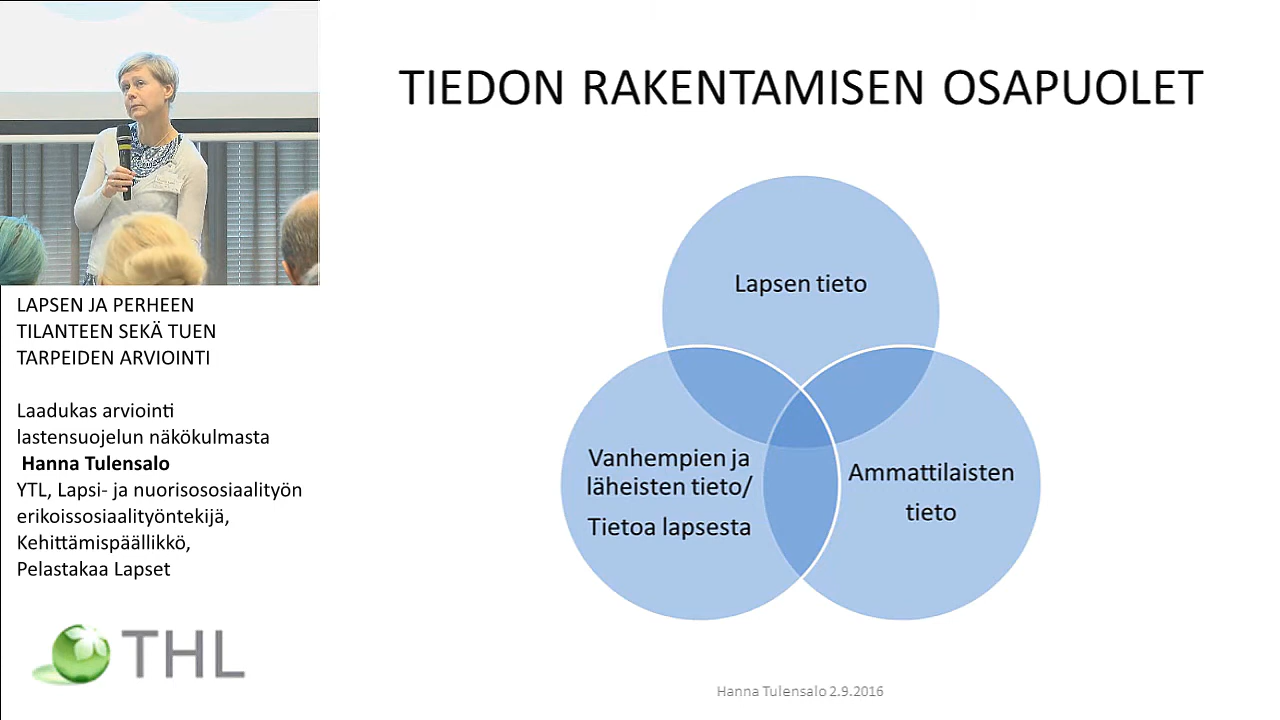 TIEDON RAKENTAMISEN OSAPUOLET
Lapsen tieto
Vanhempien ja
läheisten tieto/
Tietoa lapsesta
Ammattilaisten
tieto
LAPSEN JA PERHEEN
TILANTEEN SEKÄ TUEN
TARPEIDEN ARVIOINTI
Laadukas arviointi
lastensuojelun näkökulmasta
Hanna Tulensalo
YTL, Lapsi- ja nuorisososiaalityön
erikoissosiaalityöntekijä,
Kehittämispäällikkö,
Pelastakaa Lapset
THL
Hanna Tulensalo 2.9.2016